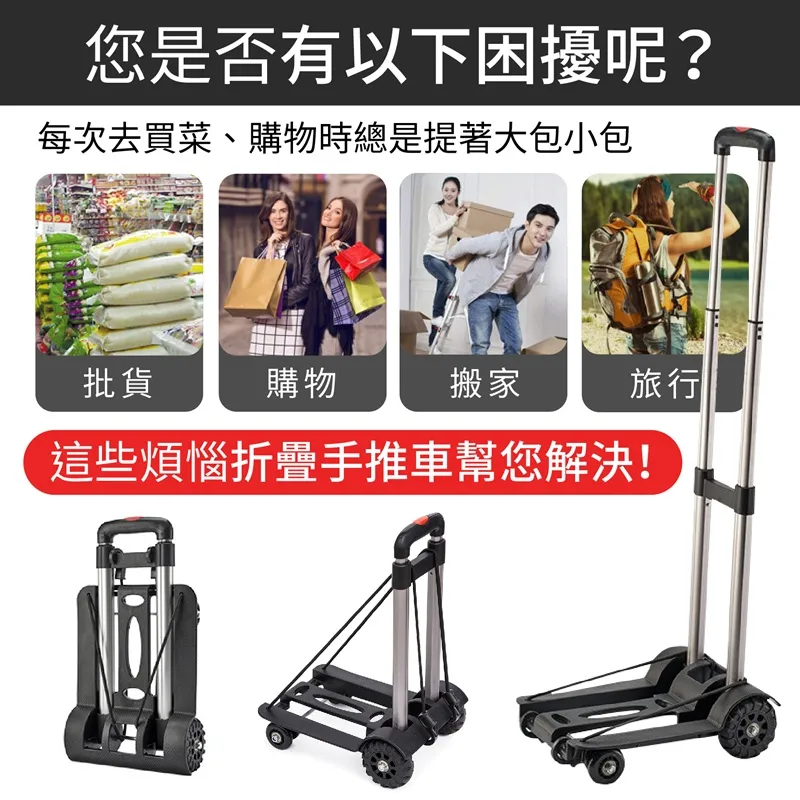 您是否有以下困擾呢？
每次去買菜、購物時總是提著大包小包
批貨
購物
搬家
旅行
這些煩惱折疊手推車幫您解決！